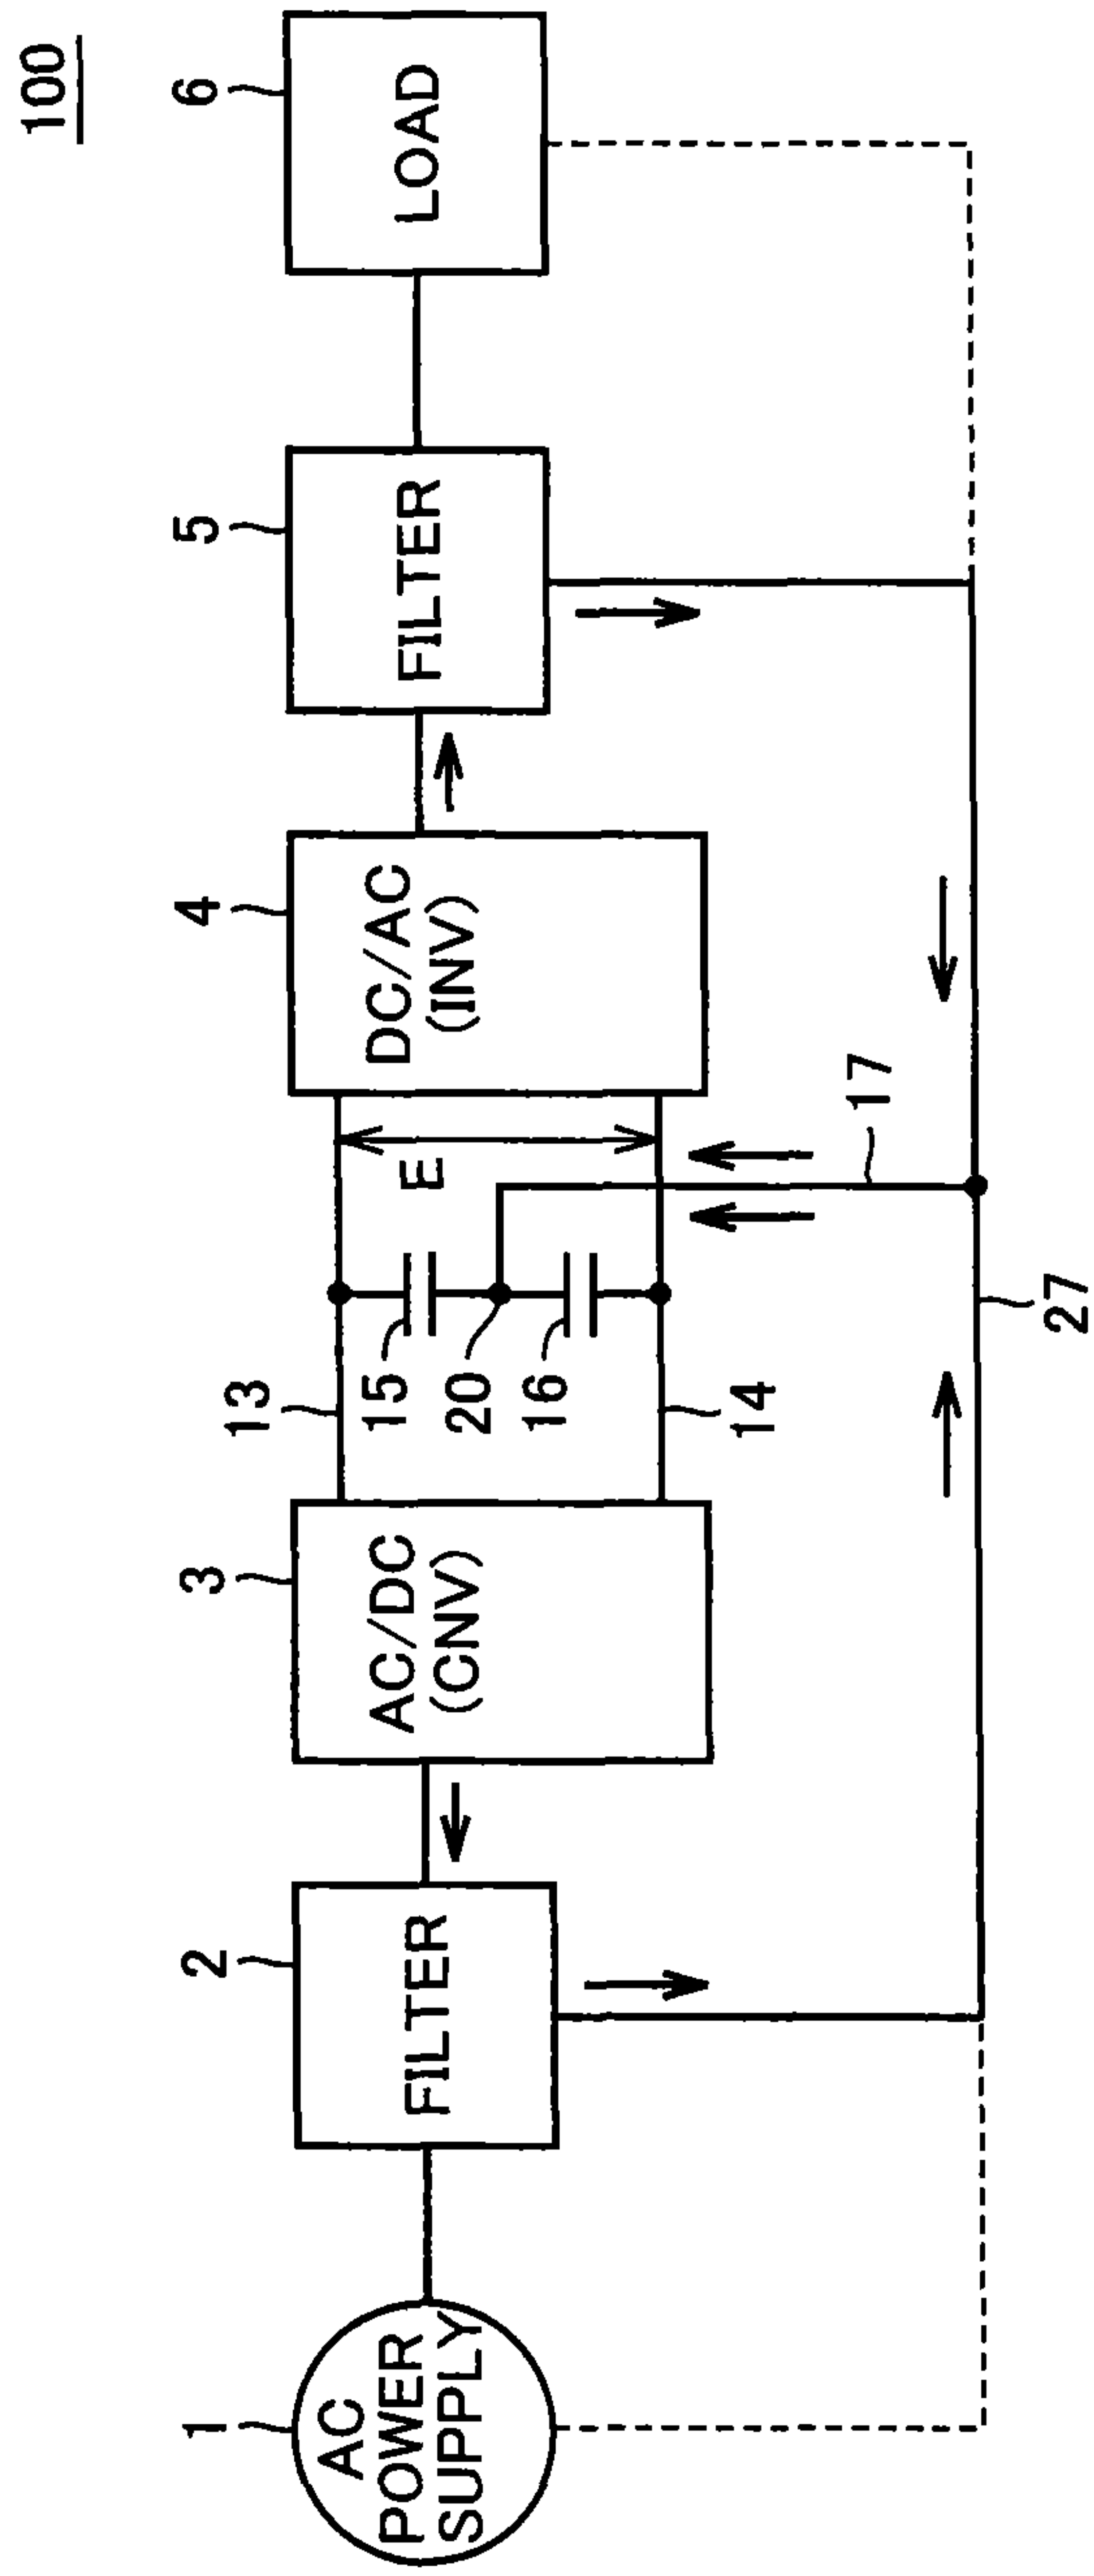 100
1
2
3
4
5
6
AC
POWER
SUPPLY
FILTER
AC/DC
(CNV)
DC/AC
(INV)
FILTER
LOAD
13
15
20
16
14
E
17
27